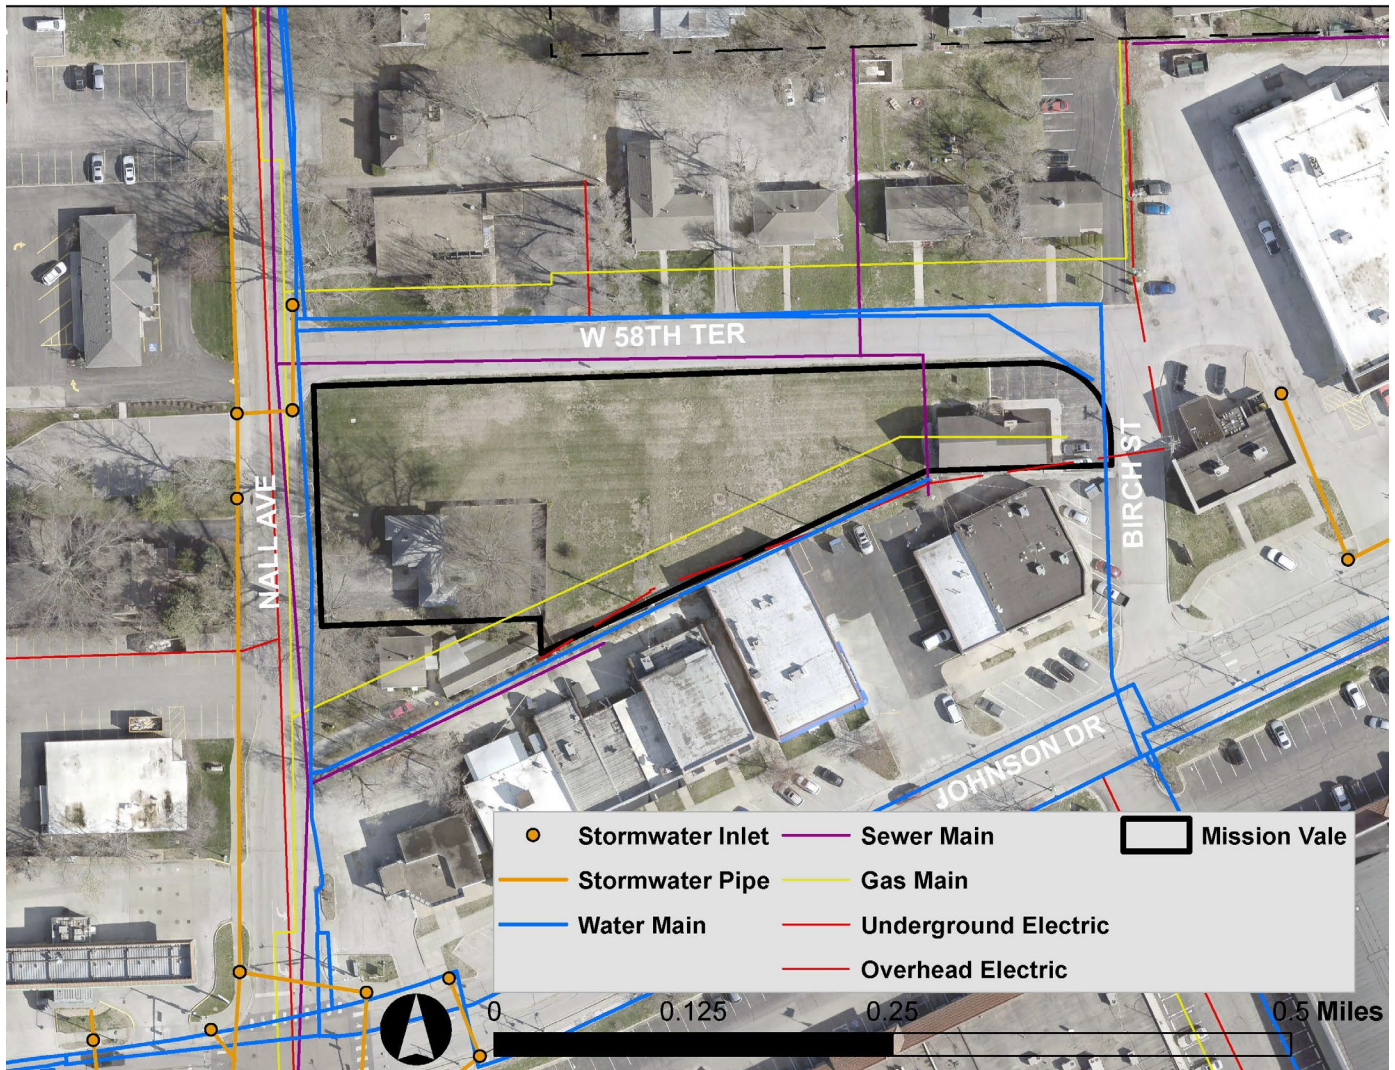 W 58TH TER
NALL AVE
BIRCH ST
JOHNSON DR
Stormwater Inlet
Stormwater Pipe
Water Main
Sewer Main
Gas Main
Underground Electric
Overhead Electric
Mission Vale
0 0.125 0.25 0.5 Miles